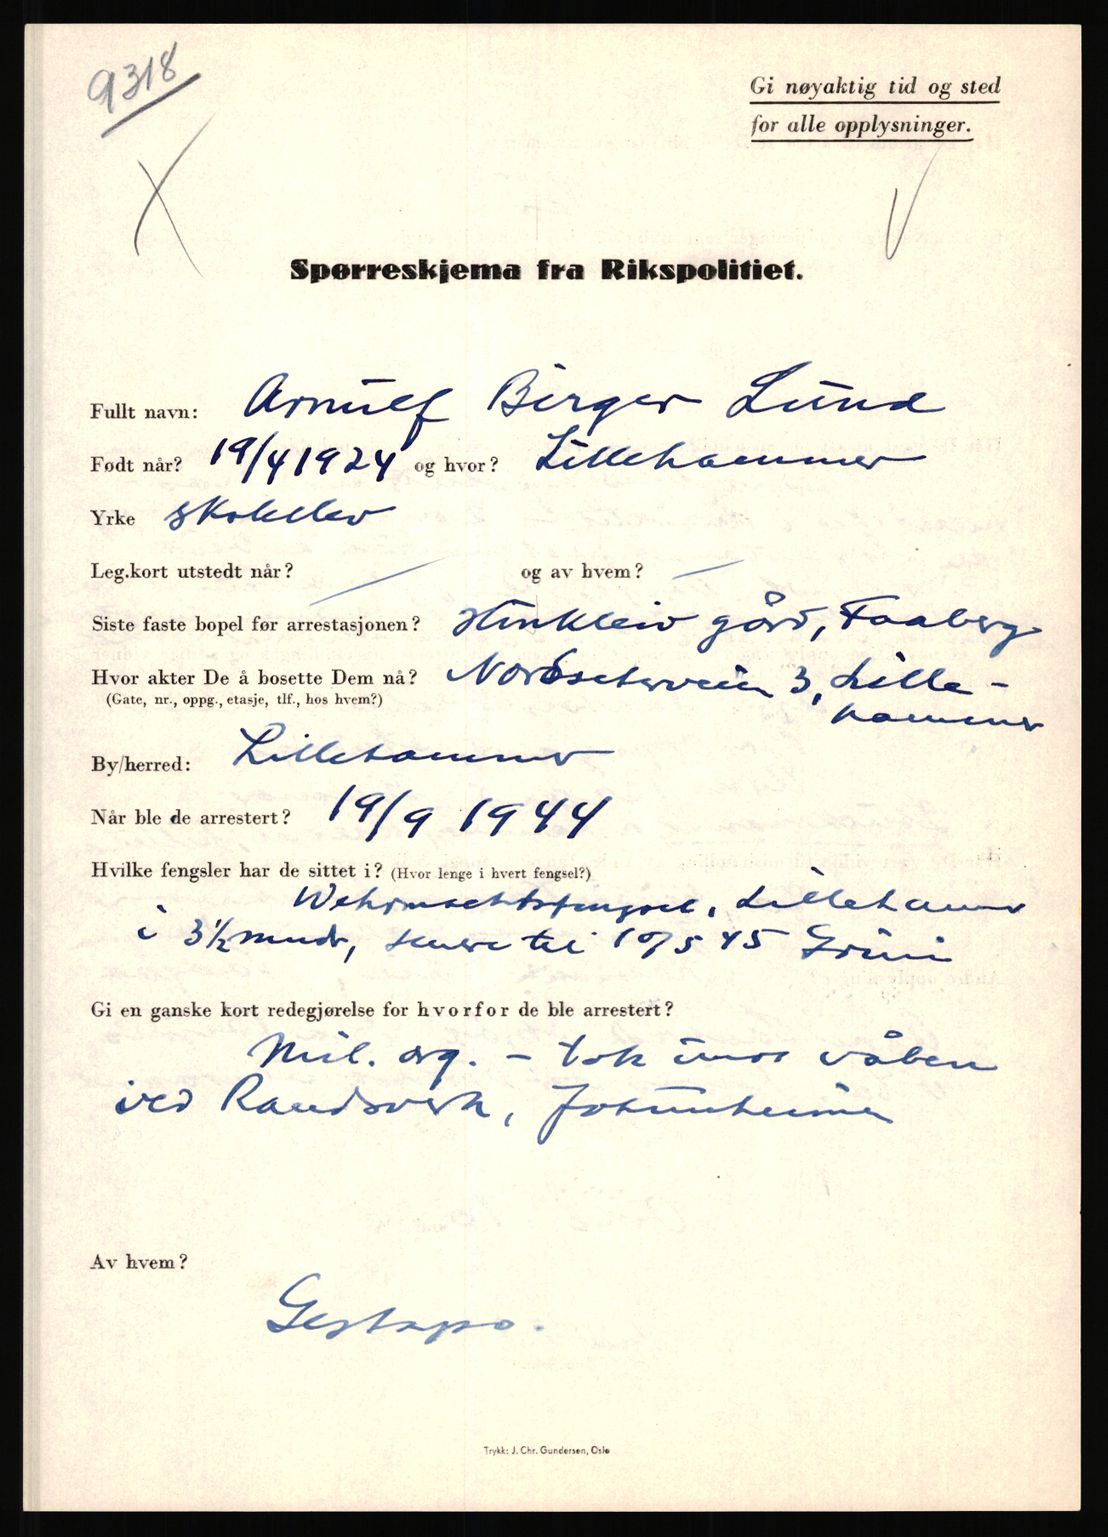 9318
Gi nøyaktig tid og sted
for alle opplysninger.
Spørreskjema fra Rikspolitiet.
Fullt navn: Arnulf Birger Lund
Født når? 19/4 1924 og hvor? Lillehammer
Yrke skoleelev
Leg.kort utstedt når? — og av hvem? —
Siste faste bopel før arrestasjonen? gård, Faaberg
Hvor akter De å bosette Dem nå? Nordseterveien 3, Lille-
(Gate, nr., oppg., etasje, tlf., hos hvem?)
hammer
By/herred: Lillehammer
Når ble de arrestert? 19/9 1944
Hvilke fengsler har de sittet i? (Hvor lenge i hvert fengsel?)
Wehrmachtsfengsel, Lillehammer
i 3½ mndr, senere til 10/5 45 Grini
Gi en ganske kort redegjørelse for hvorfor de ble arrestert?
Mil. org. - tok imot våben
ved Randsverk, Jotunheimen
Av hvem?
Gestapo.
Trykk: J. Chr. Gundersen, Oslo